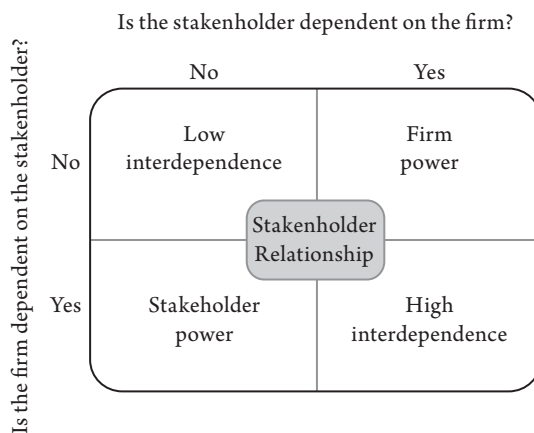 Is the stakenholder dependent on the firm?
Is the firm dependent on the stakenholder?
No
Yes
No
Low
interdependence
Firm
power
Stakenholder
Relationship
Yes
Stakeholder
power
High
interdependence